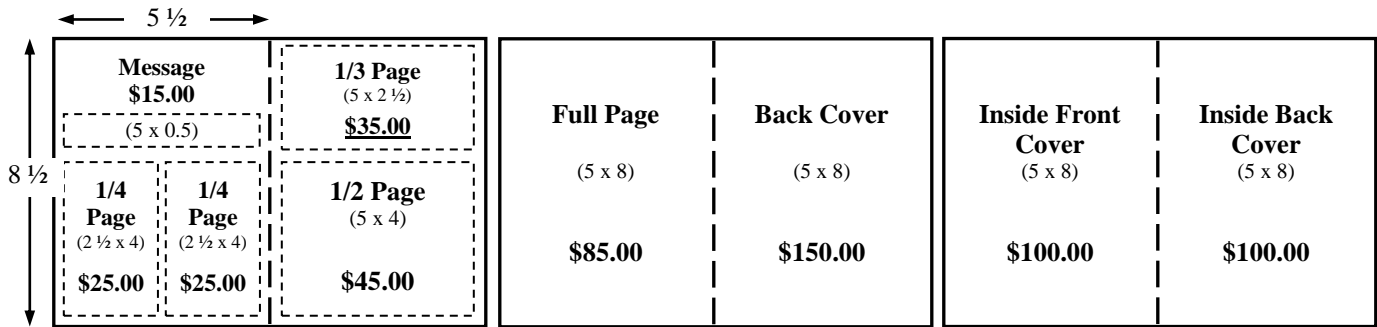 5 ½
8 ½
Message
$15.00
(5 x 0.5)
1/4
Page
(2 ½ x 4)
$25.00
1/4
Page
(2 ½ x 4)
$25.00
1/3 Page
(5 x 2 ½)
$35.00
1/2 Page
(5 x 4)
$45.00
Full Page
(5 x 8)
$85.00
Back Cover
(5 x 8)
$150.00
Inside Front
Cover
(5 x 8)
$100.00
Inside Back
Cover
(5 x 8)
$100.00